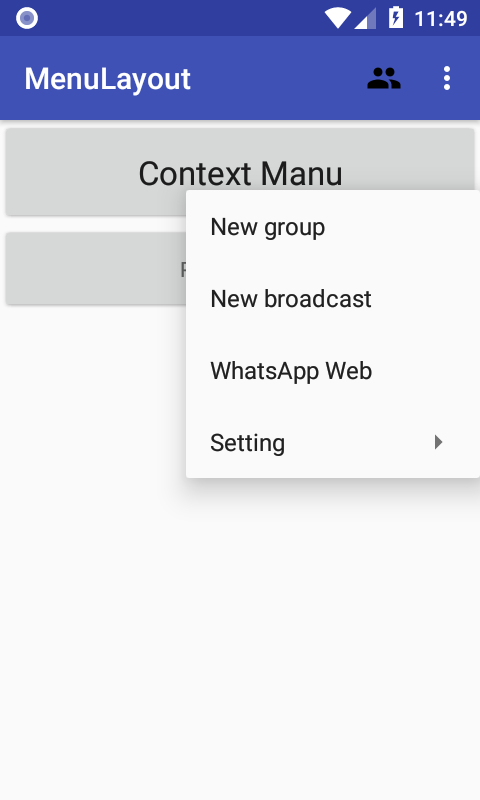 11:49
MenuLayout
Context Manu
New group
New broadcast
WhatsApp Web
Setting